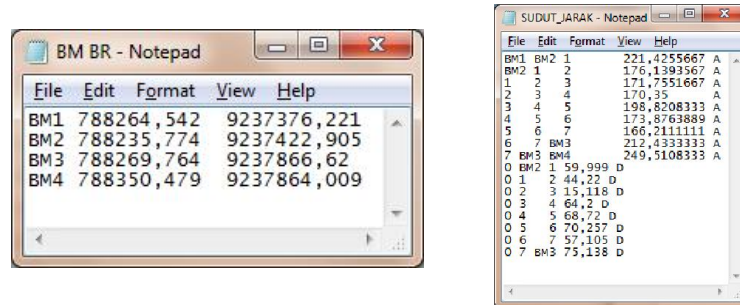 BM BR - Notepad
File Edit Format View Help
BM1 788264,542 9237376,221
BM2 788235,774 9237422,905
BM3 788269,764 9237866,62
BM4 788350,479 9237864,009
SUDUT_JARAK - Notepad
File Edit Format View Help
BM1 BM2 1 221,4255667 A
BM2 1 2 176,1393567 A
1 2 3 171,7551667 A
2 3 4 170,35 A
3 4 5 198,8208333 A
4 5 6 173,8763889 A
5 6 7 166,2111111 A
6 7 BM3 212,4333333 A
7 BM3 BM4 249,5108333 A
0 BM2 1 59,999 D
0 1 2 44,22 D
0 2 3 15,118 D
0 3 4 64,2 D
0 4 5 68,72 D
0 5 6 70,257 D
0 6 7 57,105 D
0 7 BM3 75,138 D